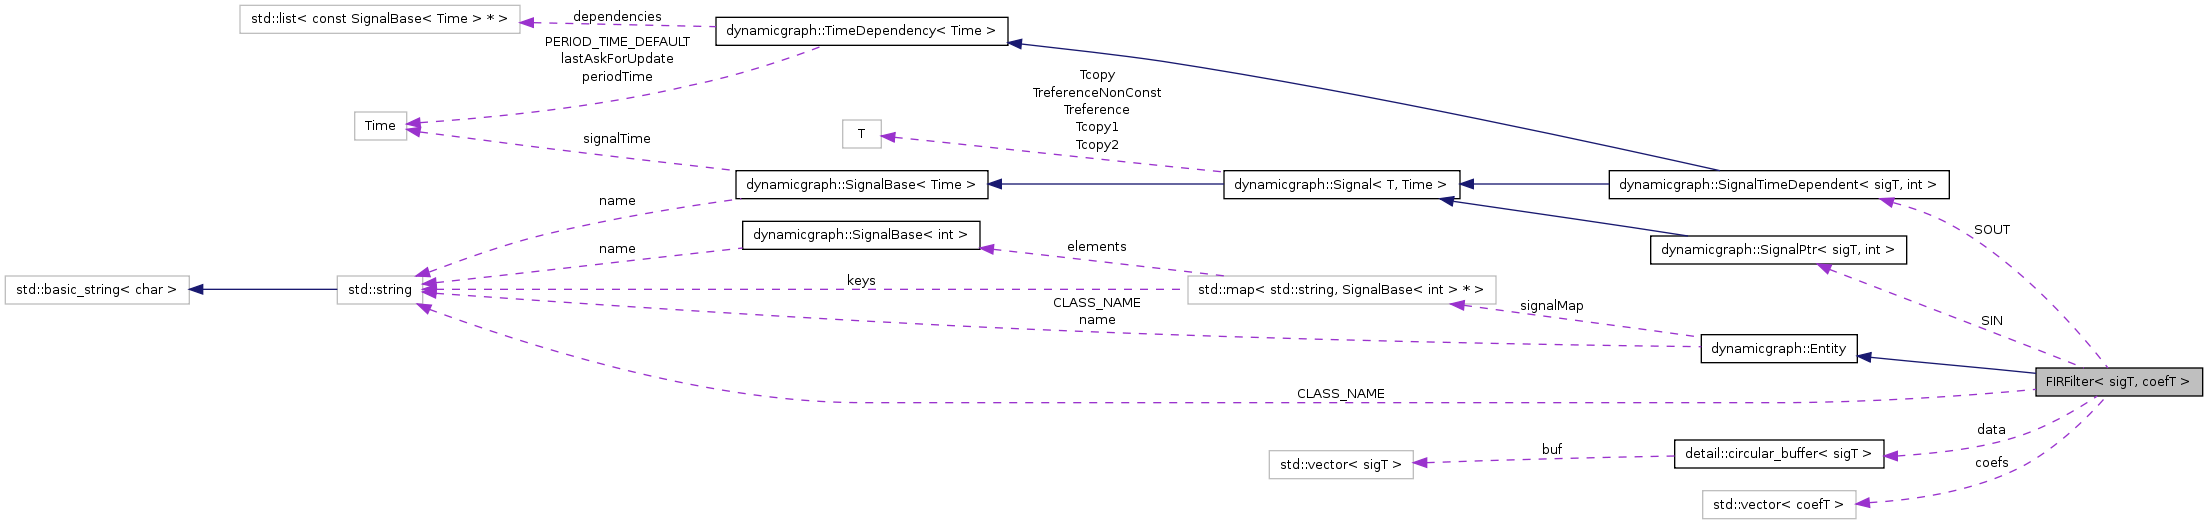 std::list< const SignalBase< Time > * >
dependencies
dynamicgraph::TimeDependency< Time >
PERIOD_TIME_DEFAULT
lastAskForUpdate
periodTime
Tcopy
TreferenceNonConst
Treference
Tcopy1
Tcopy2
Time
T
signalTime
dynamicgraph::SignalBase< Time >
dynamicgraph::Signal< T, Time >
dynamicgraph::SignalTimeDependent< sigT, int >
name
SOUT
dynamicgraph::SignalBase< int >
name
elements
dynamicgraph::SignalPtr< sigT, int >
std::basic_string< char >
std::string
keys
std::map< std::string, SignalBase< int > * >
CLASS_NAME
name
signalMap
SIN
dynamicgraph::Entity
FIRFilter< sigT, coefT >
CLASS_NAME
data
buf
detail::circular_buffer< sigT >
std::vector< sigT >
coefs
std::vector< coefT >